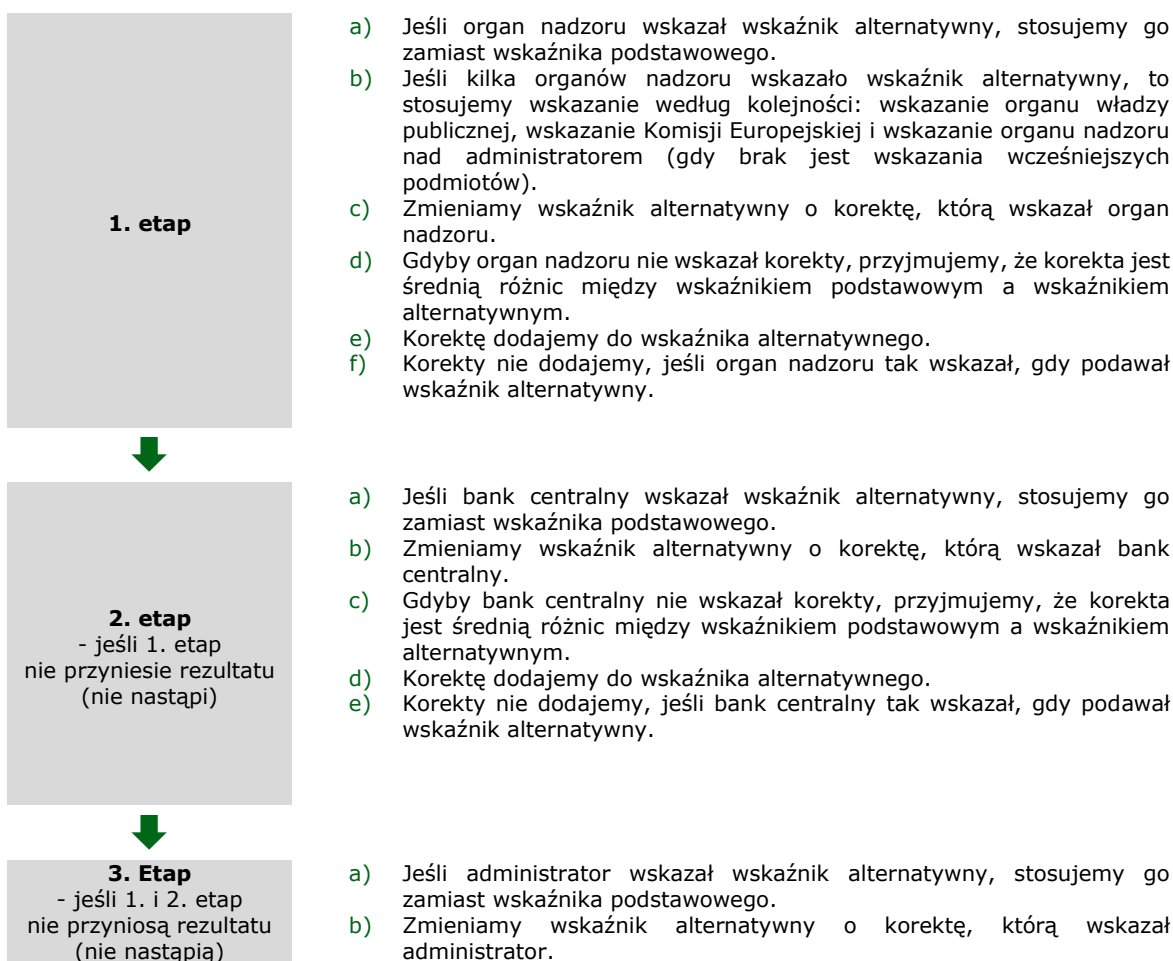 1. etap
a) Jeśli organ nadzoru wskazał wskaźnik alternatywny, stosujemy go
zamiast wskaźnika podstawowego.
b) Jeśli kilka organów nadzoru wskazało wskaźnik alternatywny, to
stosujemy wskazanie według kolejności: wskazanie organu władzy
publicznej, wskazanie Komisji Europejskiej i wskazanie organu nadzoru
nad administratorem (gdy brak jest wskazania wcześniejszych
podmiotów).
c) Zmieniamy wskaźnik alternatywny o korektę, którą wskazał organ
nadzoru.
d) Gdyby organ nadzoru nie wskazał korekty, przyjmujemy, że korekta jest
średnią różnic między wskaźnikiem podstawowym a wskaźnikiem
alternatywnym.
e) Korektę dodajemy do wskaźnika alternatywnego.
f) Korekty nie dodajemy, jeśli organ nadzoru tak wskazał, gdy podawał
wskaźnik alternatywny.
2. etap
- jeśli 1. etap
nie przyniesie rezultatu
(nie nastąpi)
a) Jeśli bank centralny wskazał wskaźnik alternatywny, stosujemy go
zamiast wskaźnika podstawowego.
b) Zmieniamy wskaźnik alternatywny o korektę, którą wskazał bank
centralny.
c) Gdyby bank centralny nie wskazał korekty, przyjmujemy, że korekta
jest średnią różnic między wskaźnikiem podstawowym a wskaźnikiem
alternatywnym.
d) Korektę dodajemy do wskaźnika alternatywnego.
e) Korekty nie dodajemy, jeśli bank centralny tak wskazał, gdy podawał
wskaźnik alternatywny.
3. Etap
- jeśli 1. i 2. etap
nie przyniosą rezultatu
(nie nastąpią)
a) Jeśli administrator wskazał wskaźnik alternatywny, stosujemy go
zamiast wskaźnika podstawowego.
b) Zmieniamy wskaźnik alternatywny o korektę, którą wskazał
administrator.